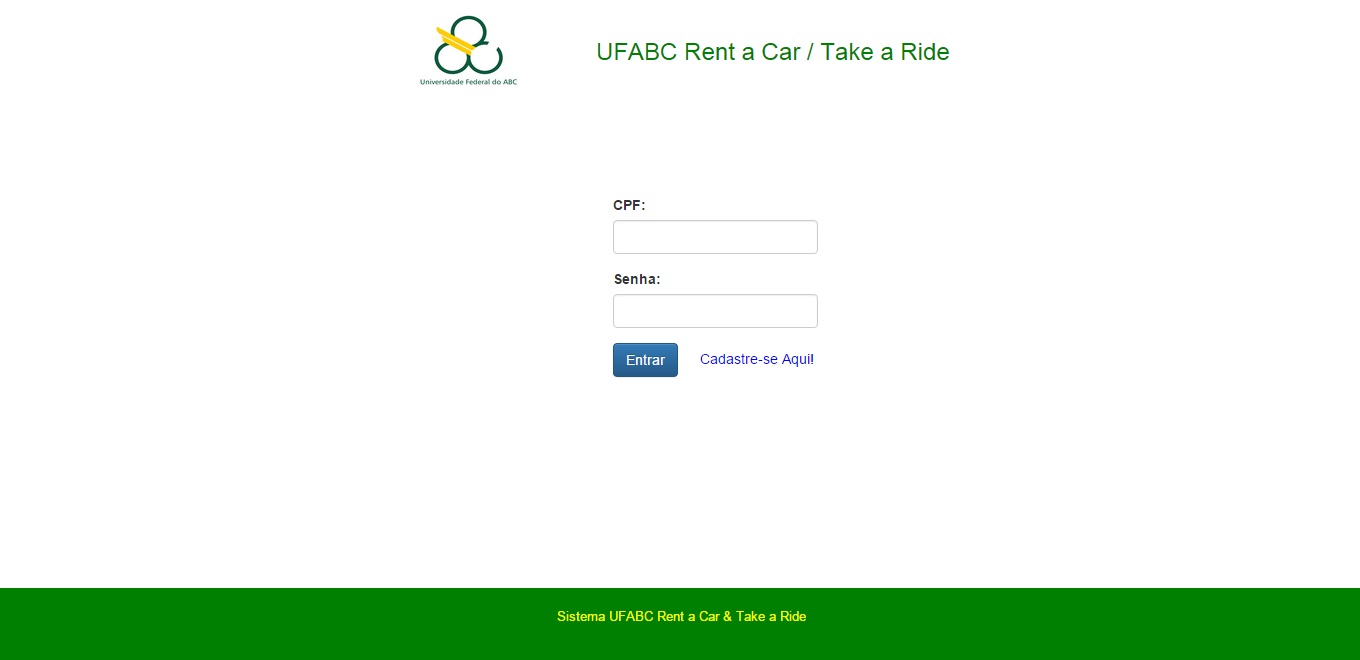 Universidade Federal do ABC
UFABC Rent a Car / Take a Ride
CPF:
Senha:
Entrar
Cadastre-se Aqui!
Sistema UFABC Rent a Car & Take a Ride